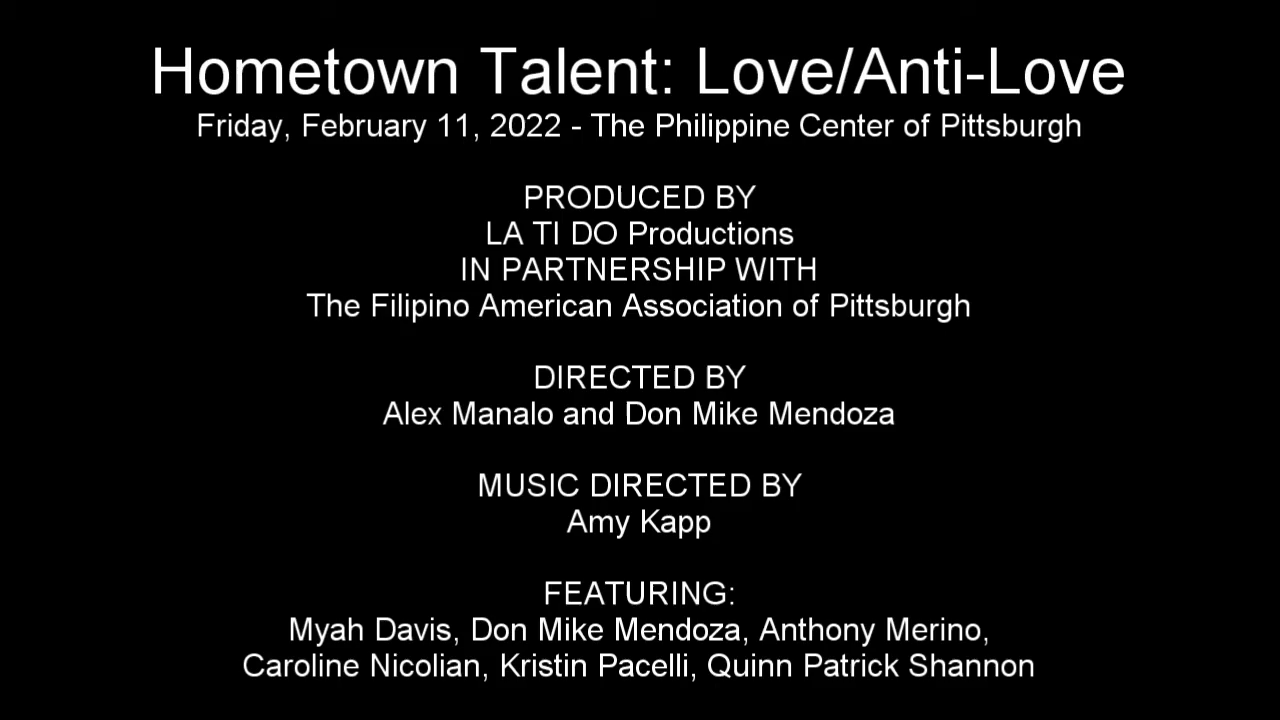 Hometown Talent: Love/Anti-Love
Friday, February 11, 2022 - The Philippine Center of Pittsburgh
PRODUCED BY
LA TI DO Productions
IN PARTNERSHIP WITH
The Filipino American Association of Pittsburgh
DIRECTED BY
Alex Manalo and Don Mike Mendoza
MUSIC DIRECTED BY
Amy Kapp
FEATURING:
Myah Davis, Don Mike Mendoza, Anthony Merino,
Caroline Nicolian, Kristin Pacelli, Quinn Patrick Shannon